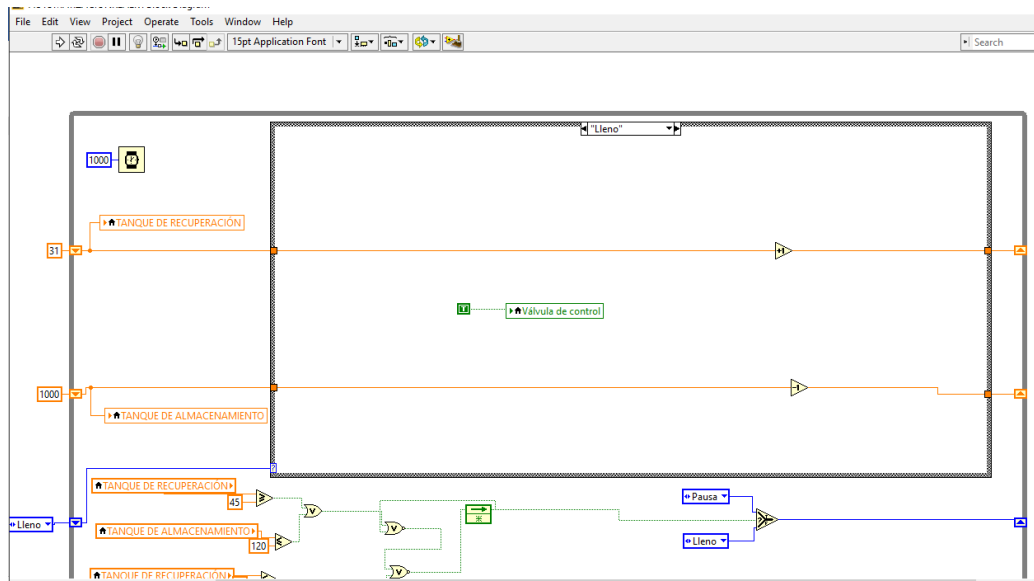 File Edit View Project Operate Tools Window Help
15pt Application Font
Search
"Lleno"
1000
TANQUE DE RECUPERACIÓN
31
+1
T
Válvula de control
1000
-1
TANQUE DE ALMACENAMIENTO
?
TANQUE DE RECUPERACIÓN
45
Pausa
Lleno
TANQUE DE ALMACENAMIENTO
120
Lleno
TANQUE DE RECUPERACIÓN